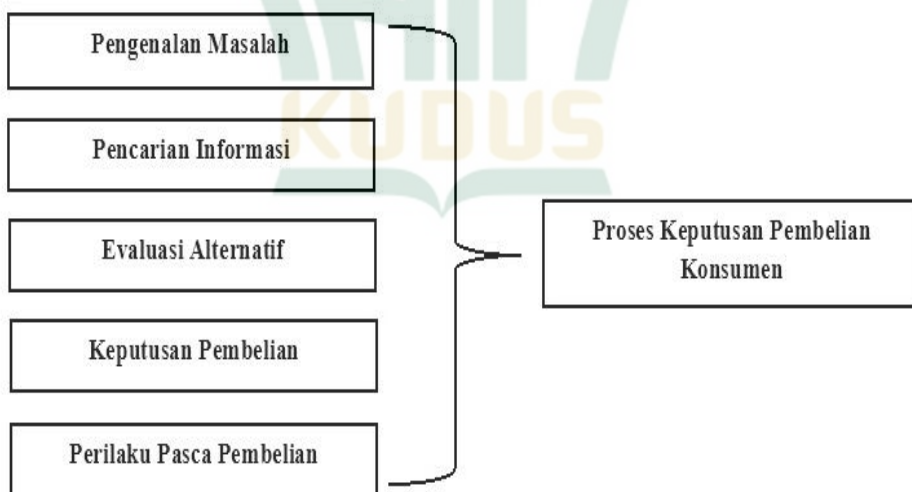 Pengenalan Masalah
Pencarian Informasi
Evaluasi Alternatif
Keputusan Pembelian
Perilaku Pasca Pembelian
Proses Keputusan Pembelian
Konsumen
KUDUS